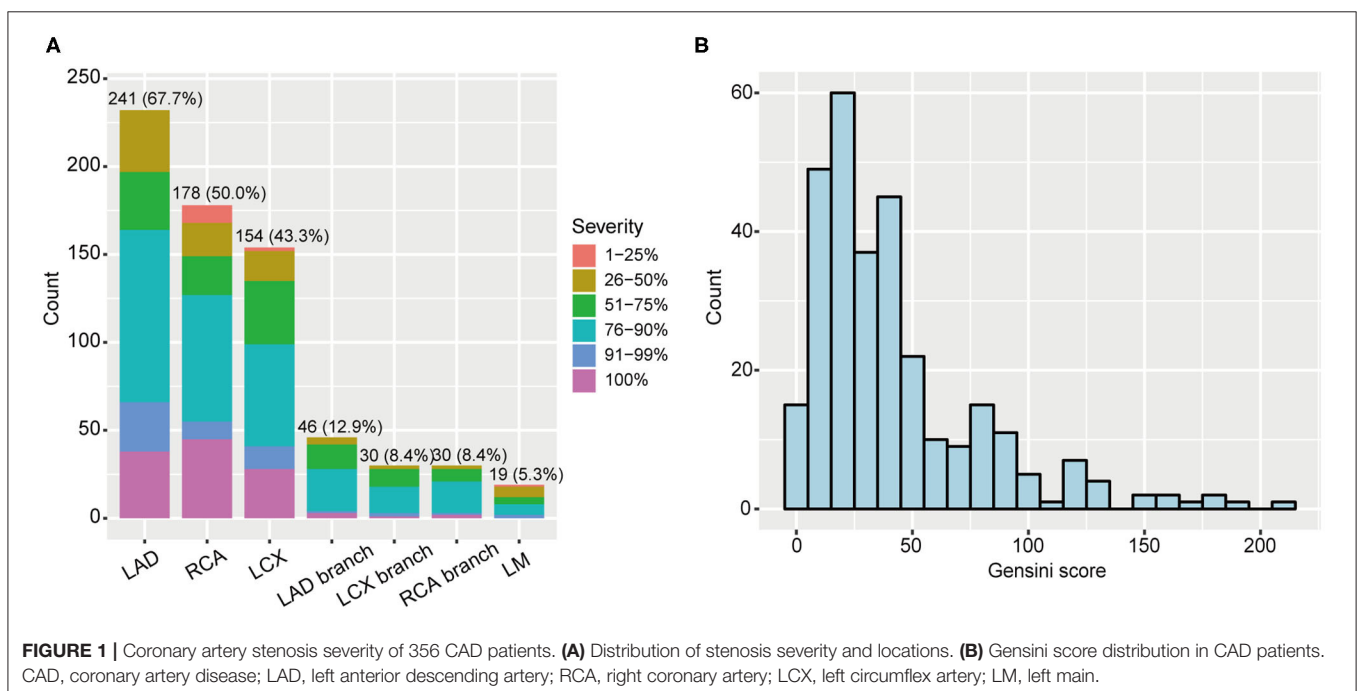 A
250
200
150
100
50
0
Count
241 (67.7%)
178 (50.0%)
154 (43.3%)
46 (12.9%)
30 (8.4%)
30 (8.4%)
19 (5.3%)
LAD
RCA
LCX
LAD branch
LCX branch
RCA branch
LM
Severity
1−25%
26−50%
51−75%
76−90%
91−99%
100%
B
60
40
20
0
Count
0
50
100
150
200
Gensini score
FIGURE 1 | Coronary artery stenosis severity of 356 CAD patients. (A) Distribution of stenosis severity and locations. (B) Gensini score distribution in CAD patients.
CAD, coronary artery disease; LAD, left anterior descending artery; RCA, right coronary artery; LCX, left circumflex artery; LM, left main.